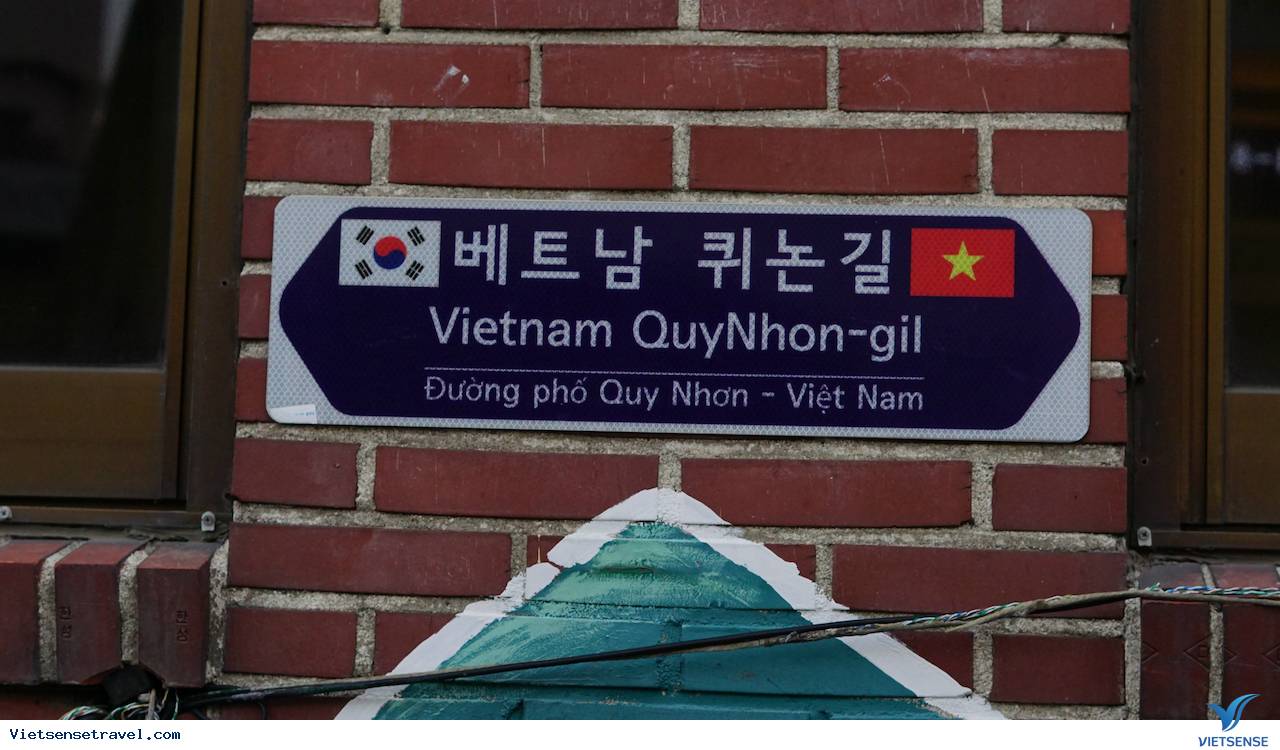 베트남 퀴논길
Vietnam QuyNhon-gil
Đường phố Quy Nhơn - Việt Nam
Vietsensetravel.com
VIETSENSE